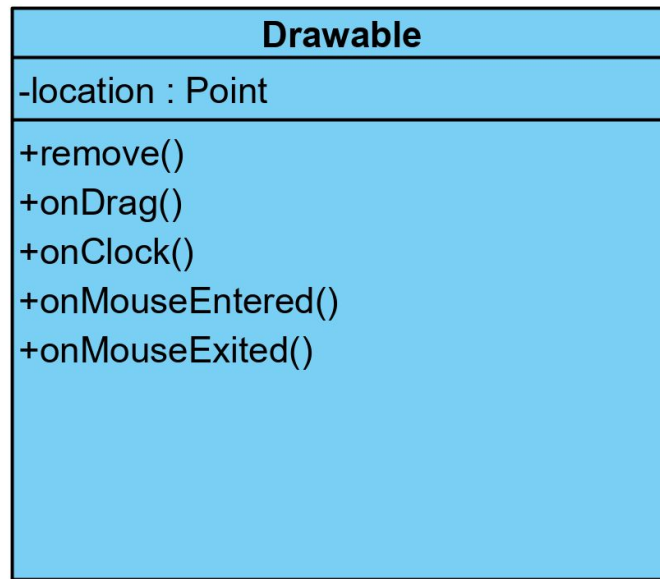 Drawable
-location : Point
+remove()
+onDrag()
+onClock()
+onMouseEntered()
+onMouseExited()